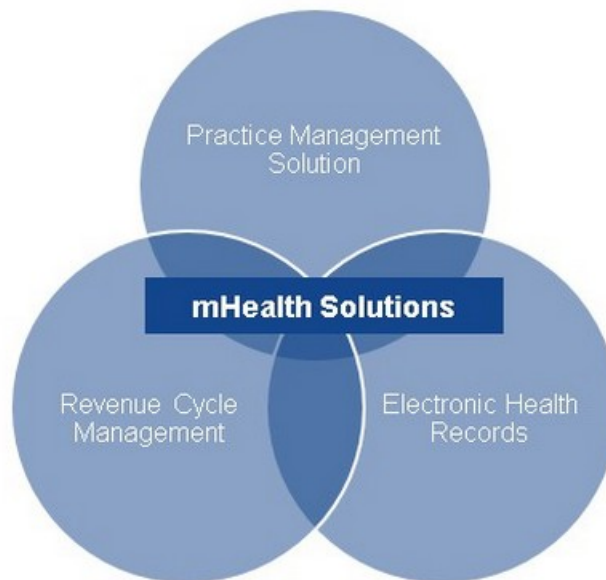 Practice Management
Solution
mHealth Solutions
Revenue Cycle
Management
Electronic Health
Records